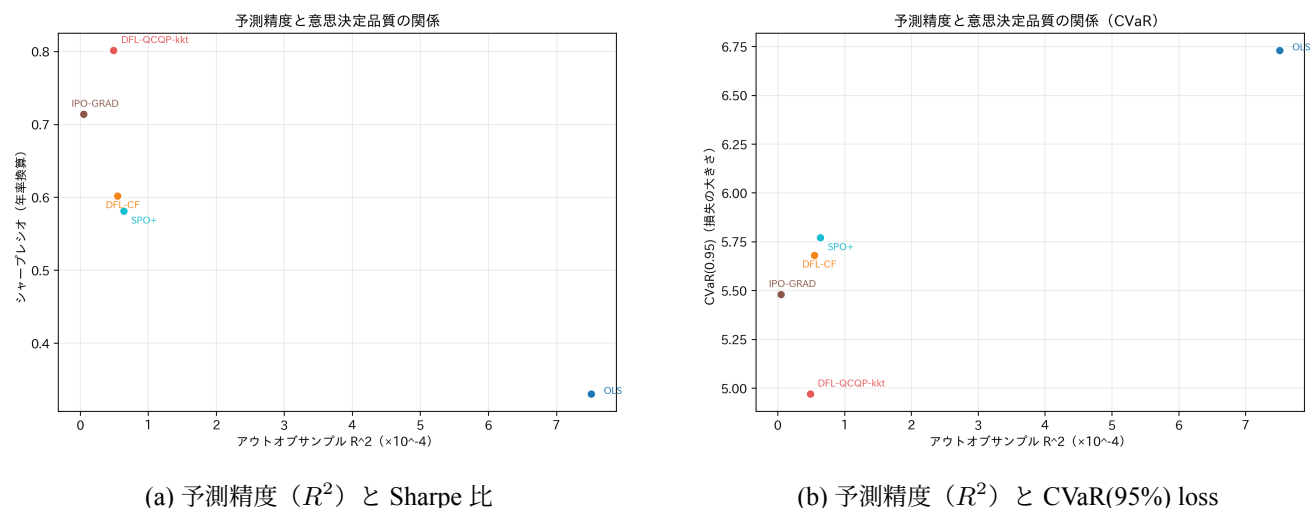 予測精度と意思決定品質の関係
シャープレシオ（年率換算）
0.8
0.7
0.6
0.5
0.4
DFL-QCQP-kkt
IPO-GRAD
DFL-CF
SPO+
OLS
0 1 2 3 4 5 6 7
アウトオブサンプル R^2（×10^-4）
(a) 予測精度（R²）と Sharpe 比
予測精度と意思決定品質の関係（CVaR）
CVaR(0.95)（損失の大きさ）
6.75
6.50
6.25
6.00
5.75
5.50
5.25
5.00
OLS
SPO+
DFL-CF
IPO-GRAD
DFL-QCQP-kkt
0 1 2 3 4 5 6 7
アウトオブサンプル R^2（×10^-4）
(b) 予測精度（R²）と CVaR(95%) loss